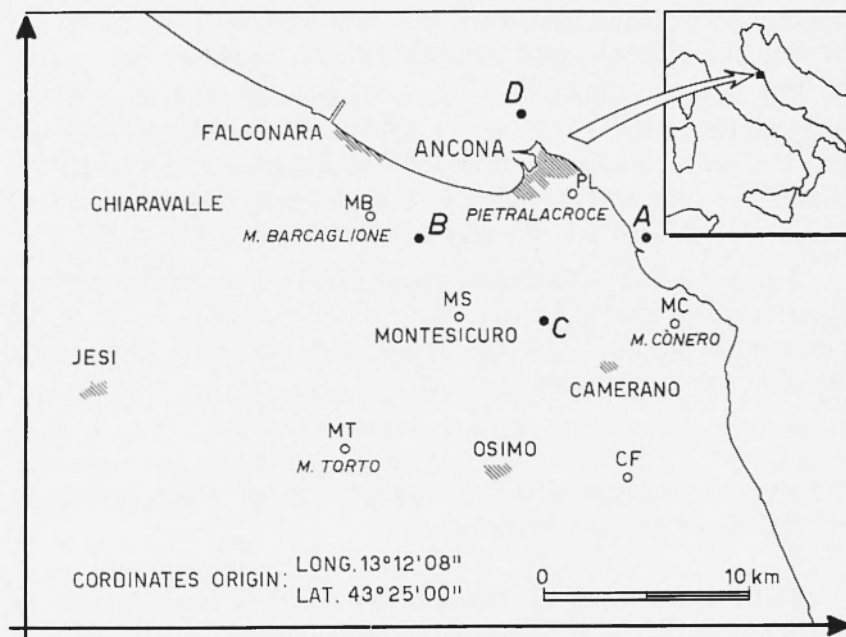 D
FALCONARA
ANCONA
PL
CHIARAVALLE
MB
PIETRALACROCE
M. BARCAGLIONE
B
A
MS
MONTESICURO
C
MC
M. CÒNERO
JESI
CAMERANO
MT
M. TORTO
OSIMO
CF
CORDINATES ORIGIN: LONG. 13°12'08"
LAT. 43°25'00"
0 10 km